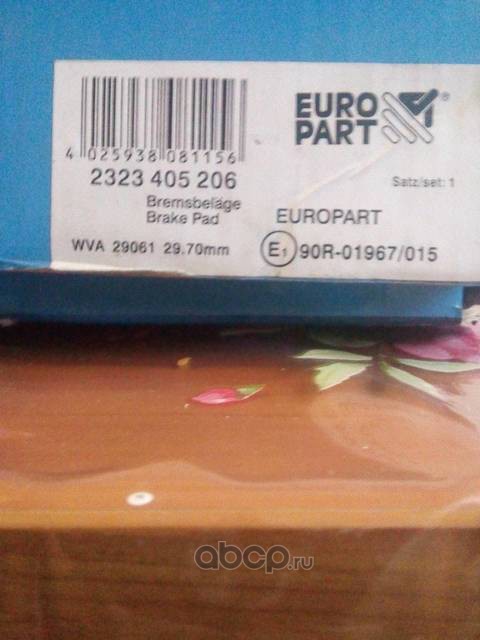 EURO
PART ®
4 025938 081156
2323 405 206
Satz/set: 1
Bremsbeläge
Brake Pad
EUROPART
WVA 29061 29.70mm
E1 90R-01967/015
abcp.ru